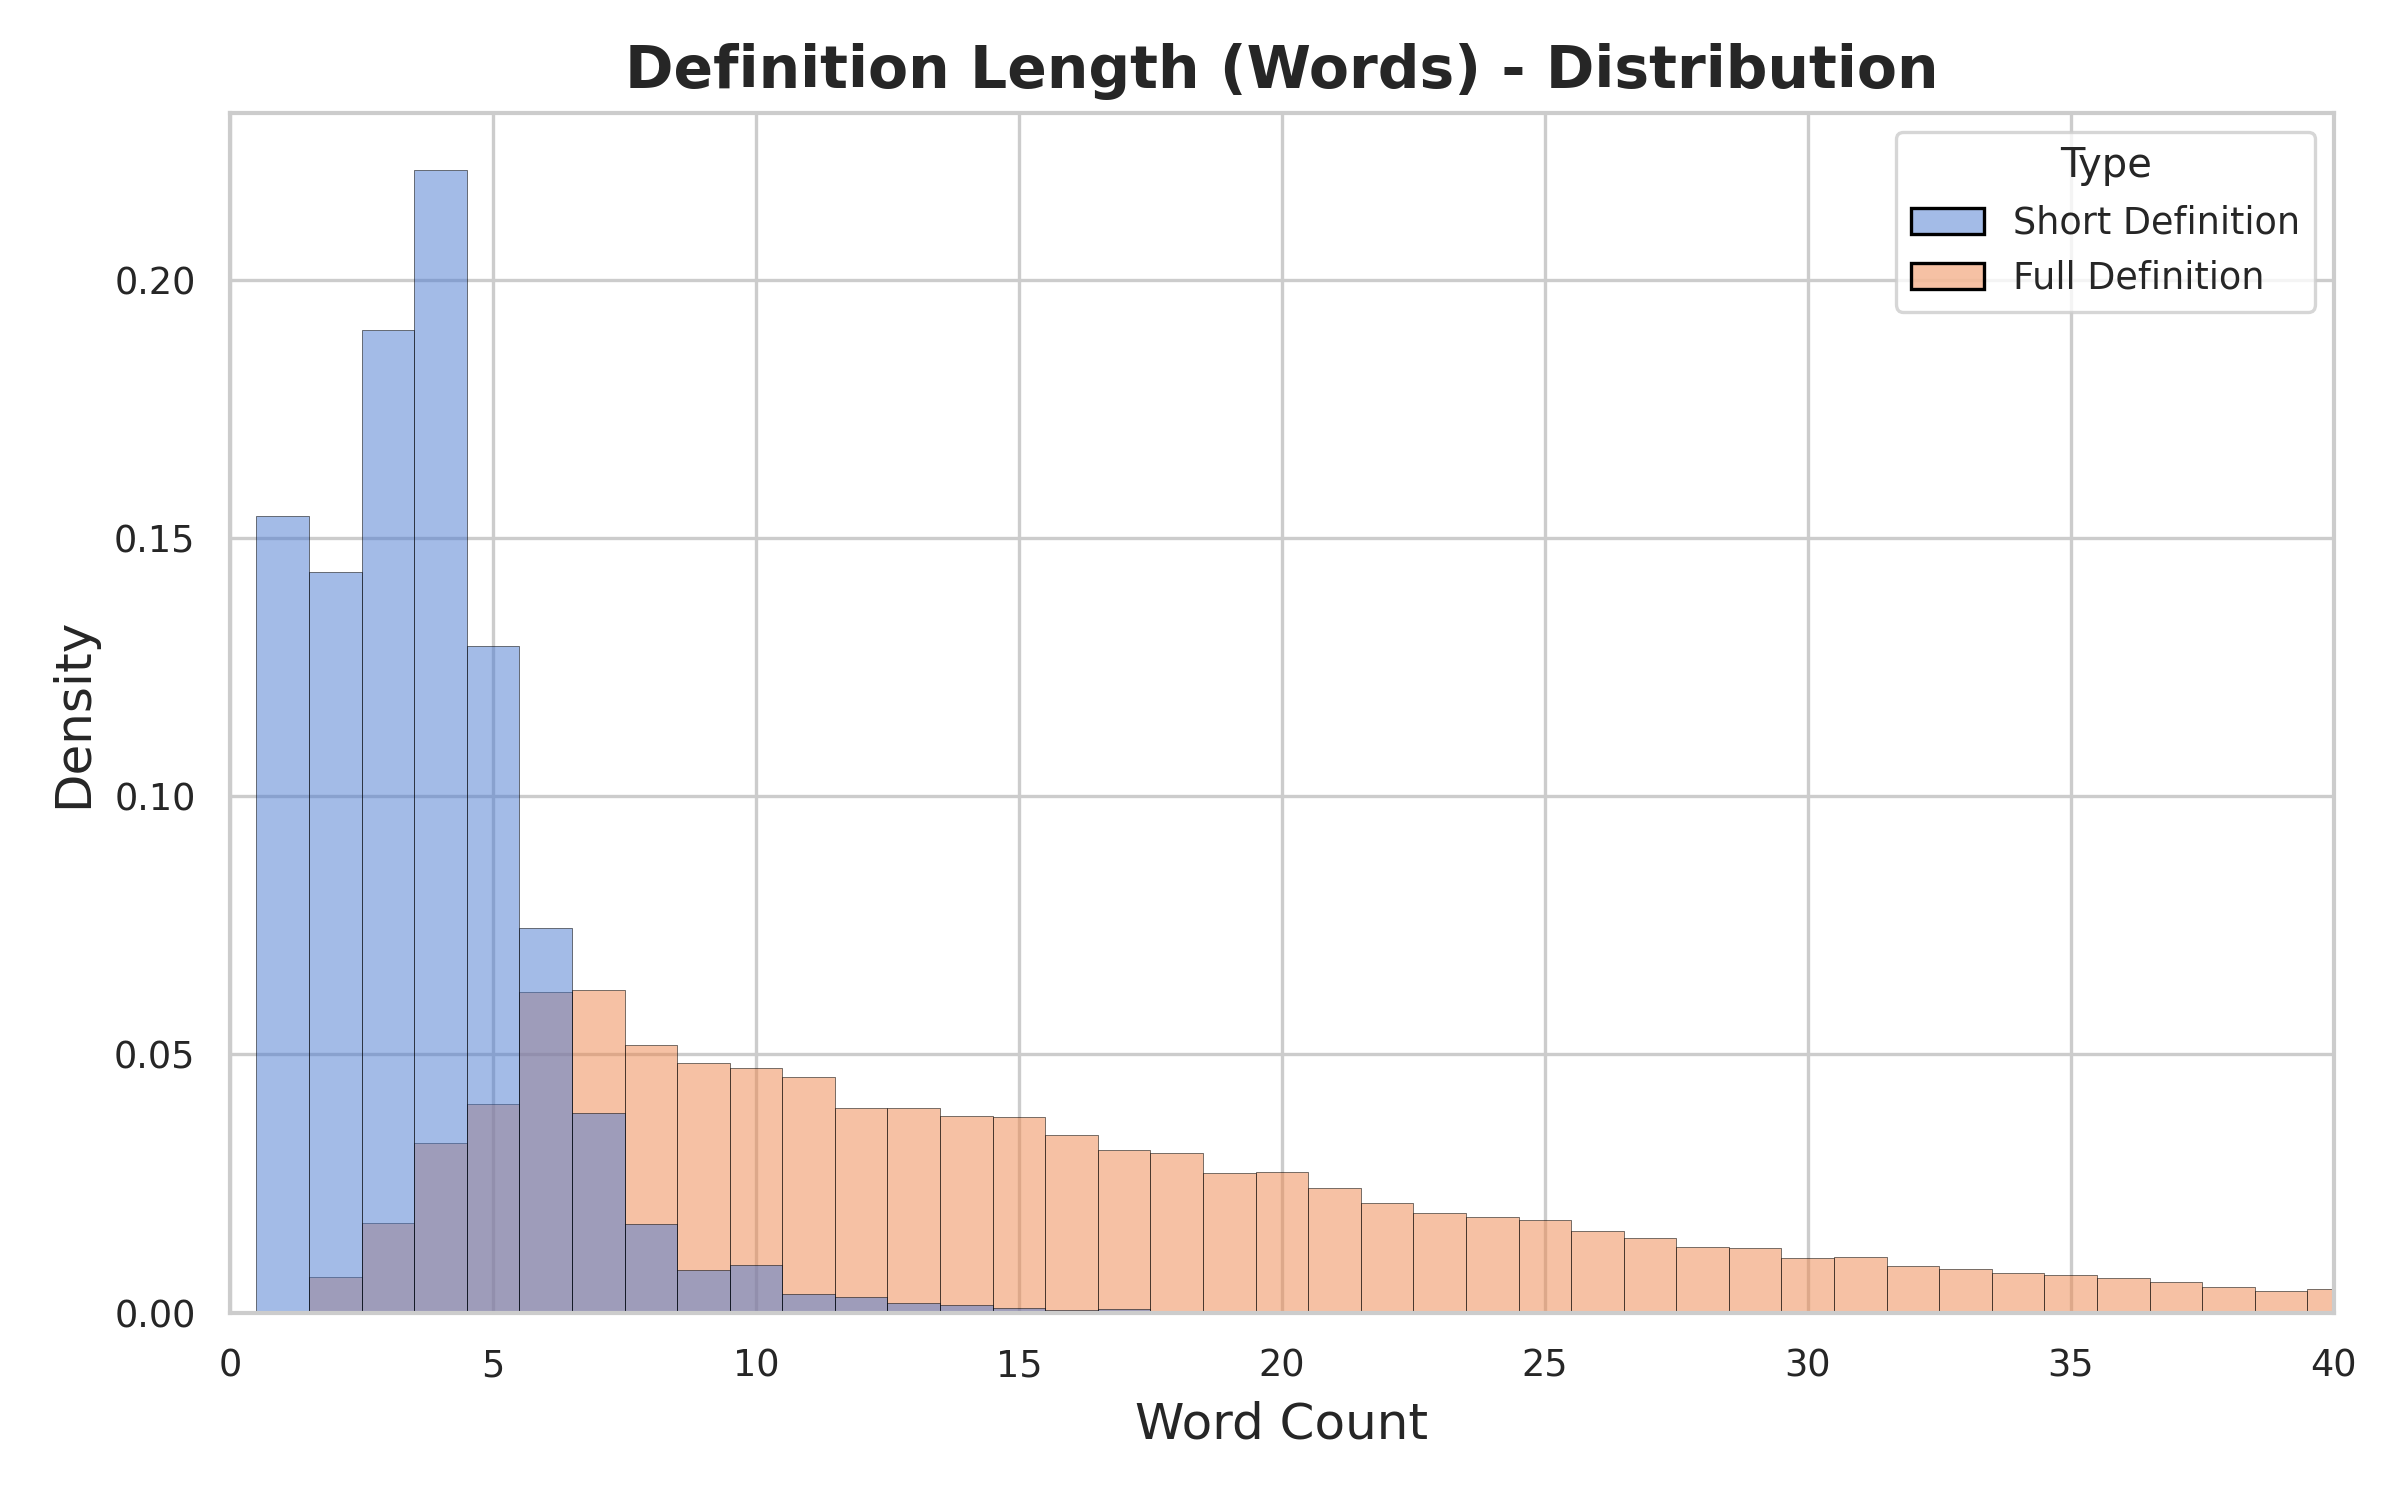 Definition Length (Words) - Distribution
Type
Short Definition
Full Definition
Density
0.20
0.15
0.10
0.05
0.00
0 5 10 15 20 25 30 35 40
Word Count